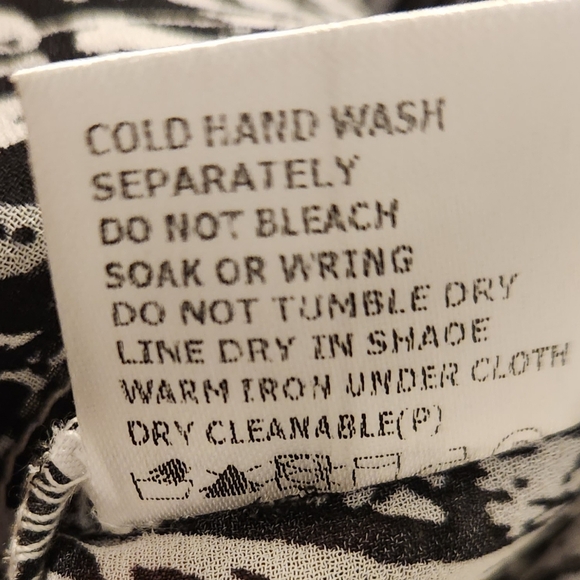 COLD HAND WASH
SEPARATELY
DO NOT BLEACH
SOAK OR WRING
DO NOT TUMBLE DRY
LINE DRY IN SHADE
WARM IRON UNDER CLOTH
DRY CLEANABLE(P)